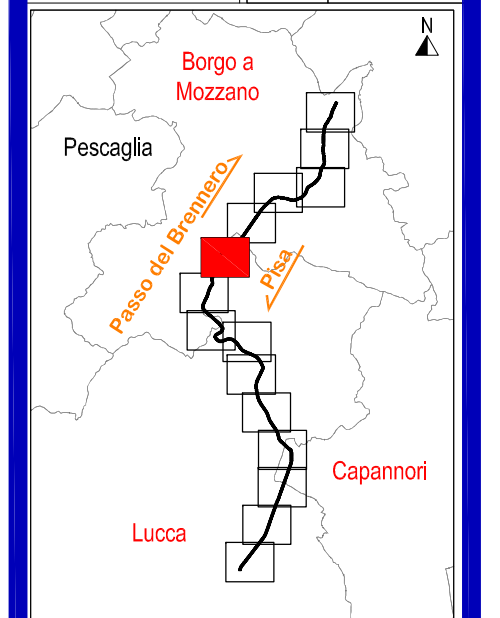 N
Borgo a
Mozzano
Pescaglia
Passo del Brennero
Pisa
Capannori
Lucca